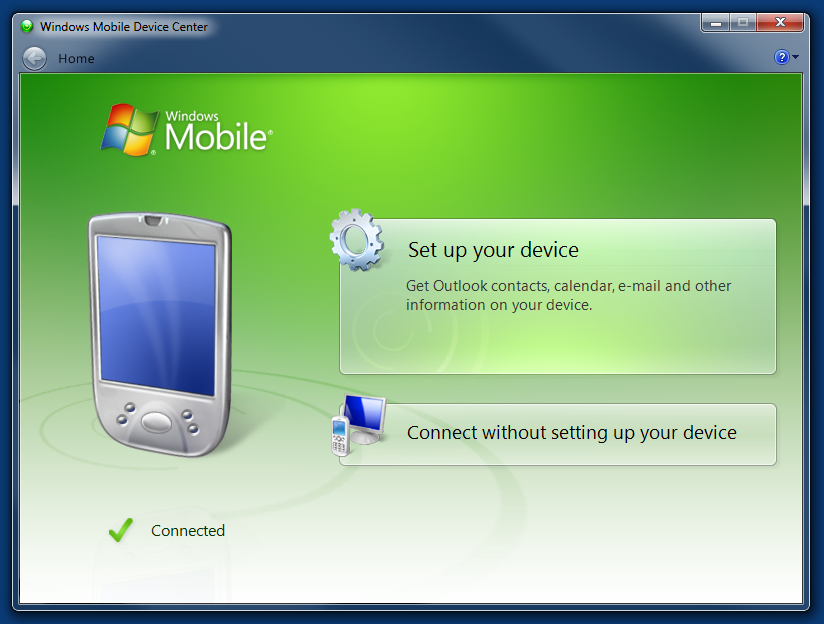 Windows Mobile Device Center
Home
?
Windows
Mobile®
®
Set up your device
Get Outlook contacts, calendar, e-mail and other
information on your device.
Connect without setting up your device
Connected